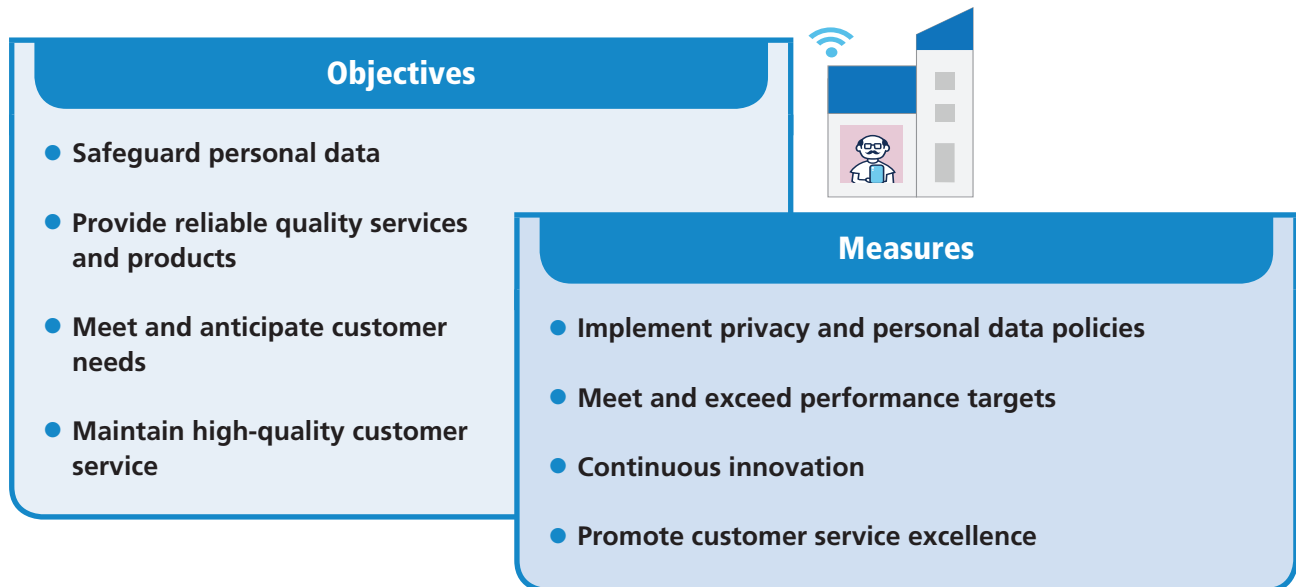 Objectives
● Safeguard personal data
● Provide reliable quality services
and products
● Meet and anticipate customer
needs
● Maintain high-quality customer
service
Measures
● Implement privacy and personal data policies
● Meet and exceed performance targets
● Continuous innovation
● Promote customer service excellence